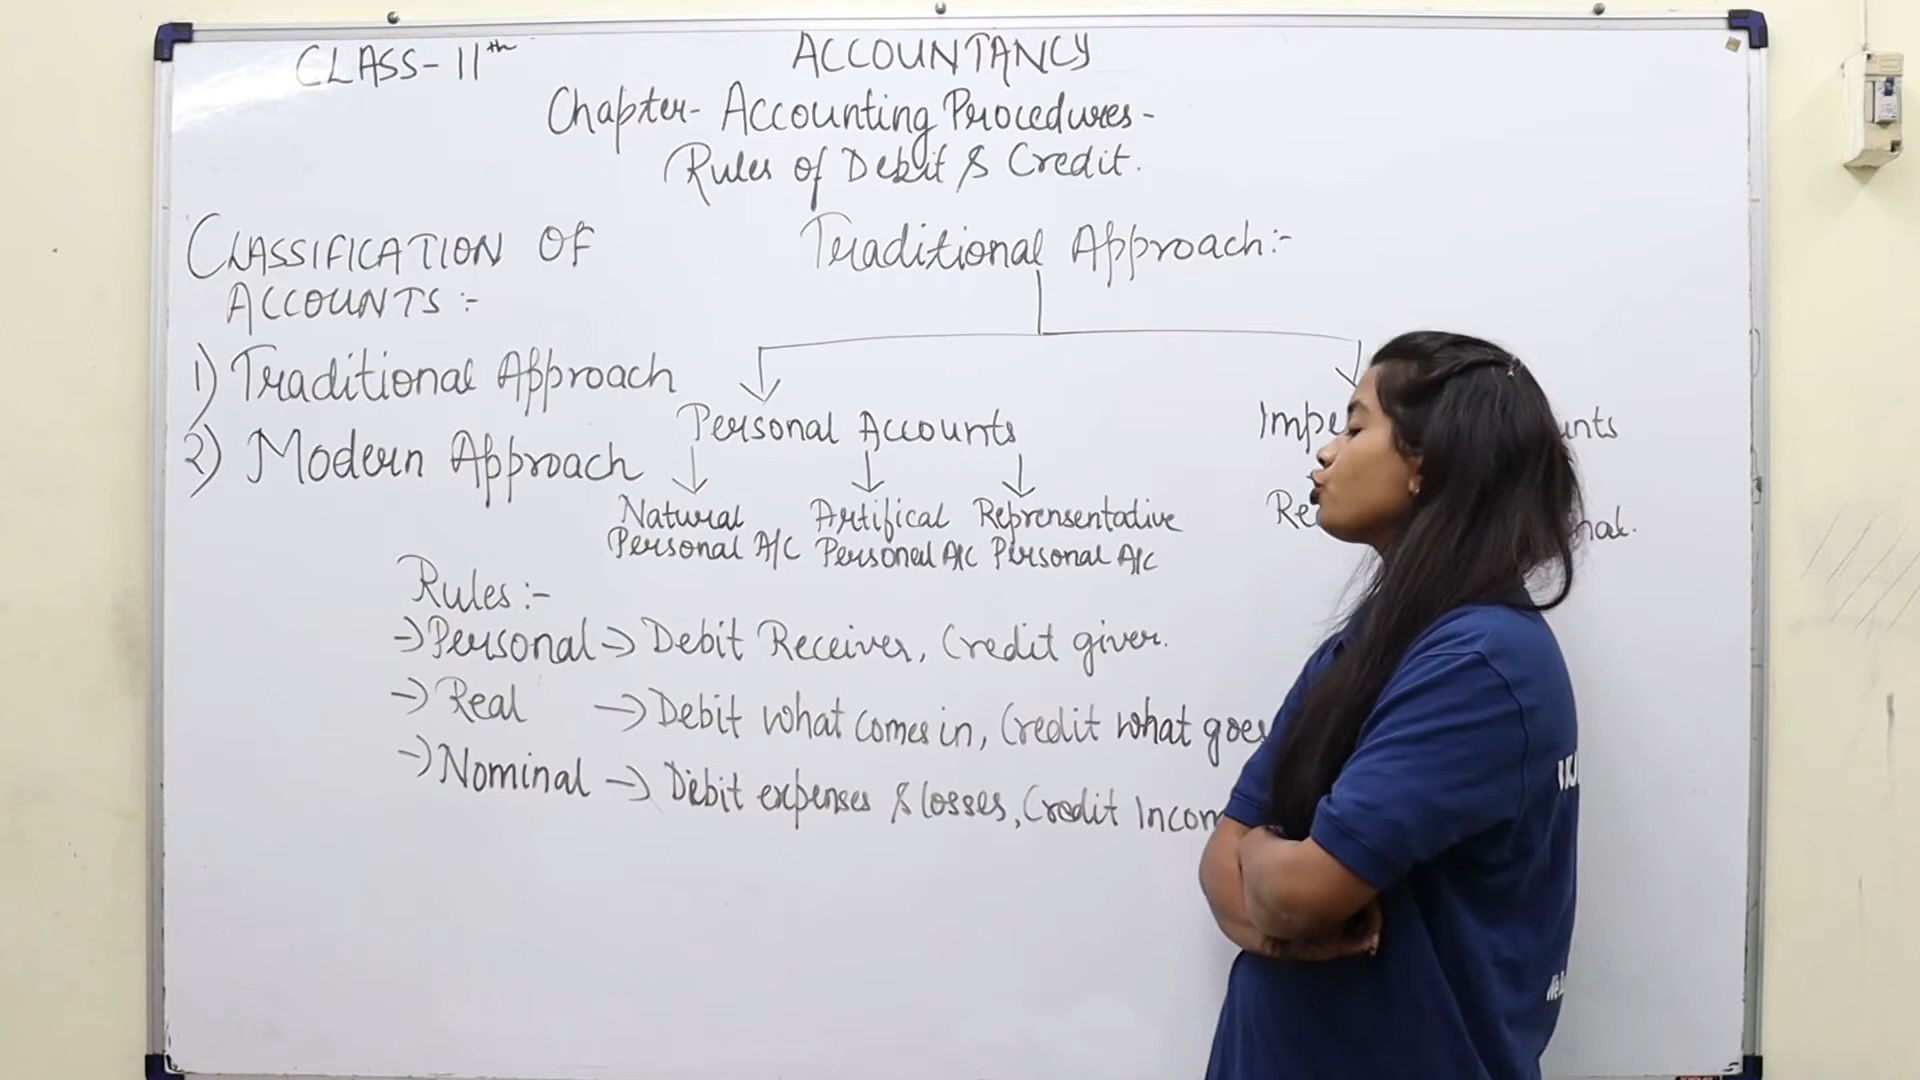 CLASS-11th
ACCOUNTANCY
Chapter- Accounting Procedures-
Rules of Debit & Credit.
CLASSIFICATION OF
ACCOUNTS :-
1) Traditional Approach
2) Modern Approach
Traditional Approach:-
Personal Accounts
Natural
Personal A/C
Artifical
Personal A/C
Reprensentative
Personal A/C
Rules :-
→ Personal → Debit Receiver, Credit giver.
→ Real → Debit what comes in, Credit what goes
→ Nominal → Debit expenses & losses, Credit